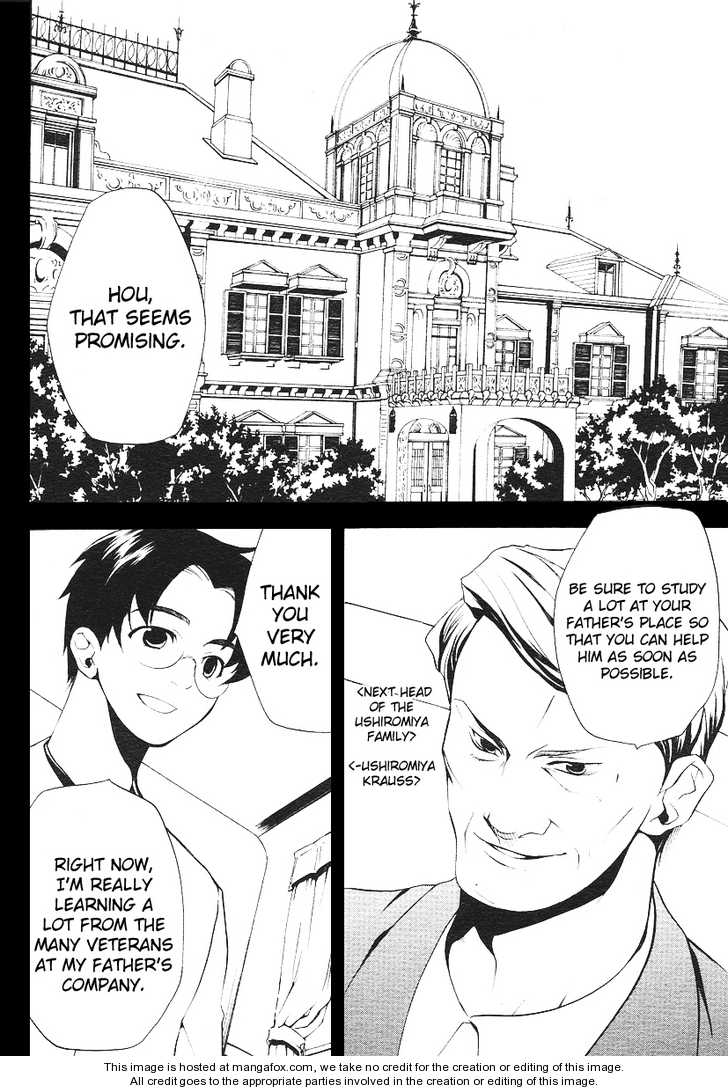 HOU,
THAT SEEMS
PROMISING.
BE SURE TO STUDY
A LOT AT YOUR
FATHER'S PLACE SO
THAT YOU CAN HELP
HIM AS SOON AS
POSSIBLE.
<NEXT HEAD
OF THE
USHIROMIYA
FAMILY>
<-USHIROMIYA
KRAUSS>
THANK
YOU
VERY
MUCH.
RIGHT NOW,
I'M REALLY
LEARNING A
LOT FROM THE
MANY VETERANS
AT MY FATHER'S
COMPANY.
This image is hosted at mangafox.com, we take no credit for the creation or editing of this image.
All credit goes to the appropriate parties involved in the creation or editing of this image.